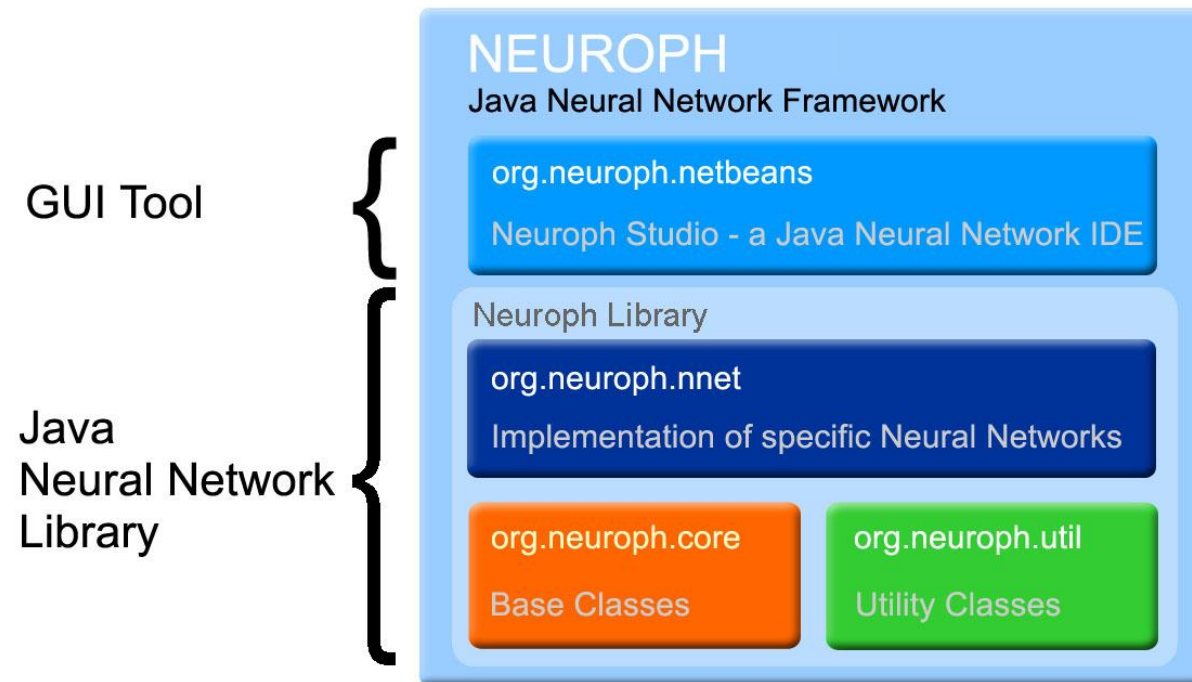 NEUROPH
Java Neural Network Framework
GUI Tool
org.neuroph.netbeans
Neuroph Studio - a Java Neural Network IDE
Java
Neural Network
Library
Neuroph Library
org.neuroph.nnet
Implementation of specific Neural Networks
org.neuroph.core
Base Classes
org.neuroph.util
Utility Classes